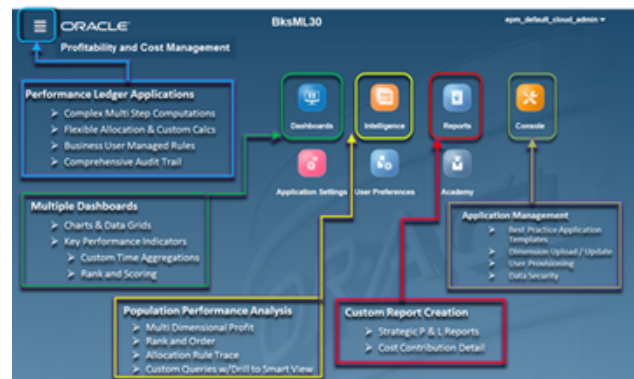 ORACLE
BksML30
epm_default_cloud_admin
Profitability and Cost Management
Performance Ledger Applications
Complex Multi Step Computations
Flexible Allocation & Custom Calcs
Business User Managed Rules
Comprehensive Audit Trail
Dashboards
Intelligence
Reports
Console
Application Settings
User Preferences
Academy
Multiple Dashboards
Charts & Data Grids
Key Performance Indicators
Custom Time Aggregations
Rank and Scoring
Application Management
Best Practice Application
Templates
Dimension Upload / Update
User Provisioning
Data Security
Population Performance Analysis
Multi Dimensional Profit
Rank and Order
Allocation Rule Trace
Custom Queries w/Drill to Smart View
Custom Report Creation
Strategic P & L Reports
Cost Contribution Detail